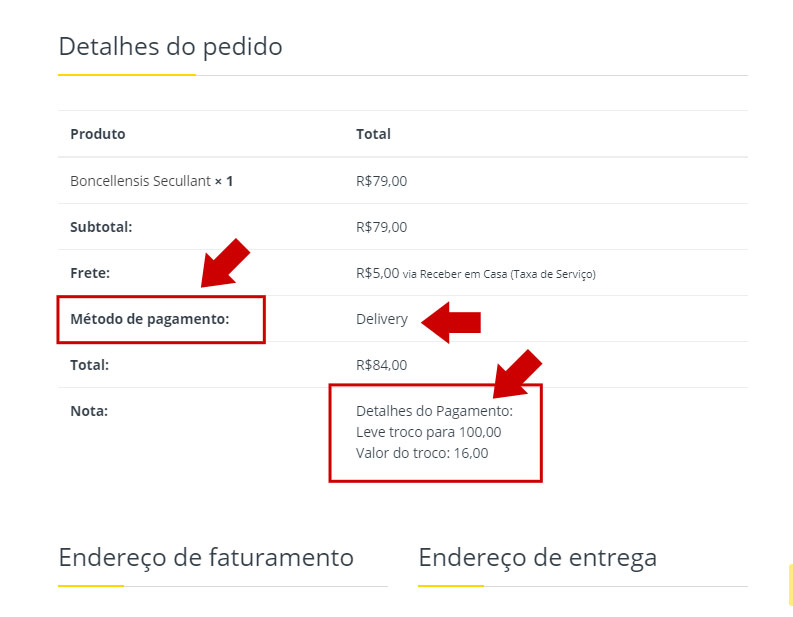 Detalhes do pedido
Produto Total
Boncellensis Secullant × 1 R$79,00
Subtotal: R$79,00
Frete: R$5,00 via Receber em Casa (Taxa de Serviço)
Método de pagamento: Delivery
Total: R$84,00
Nota: Detalhes do Pagamento:
Leve troco para 100,00
Valor do troco: 16,00
Endereço de faturamento Endereço de entrega